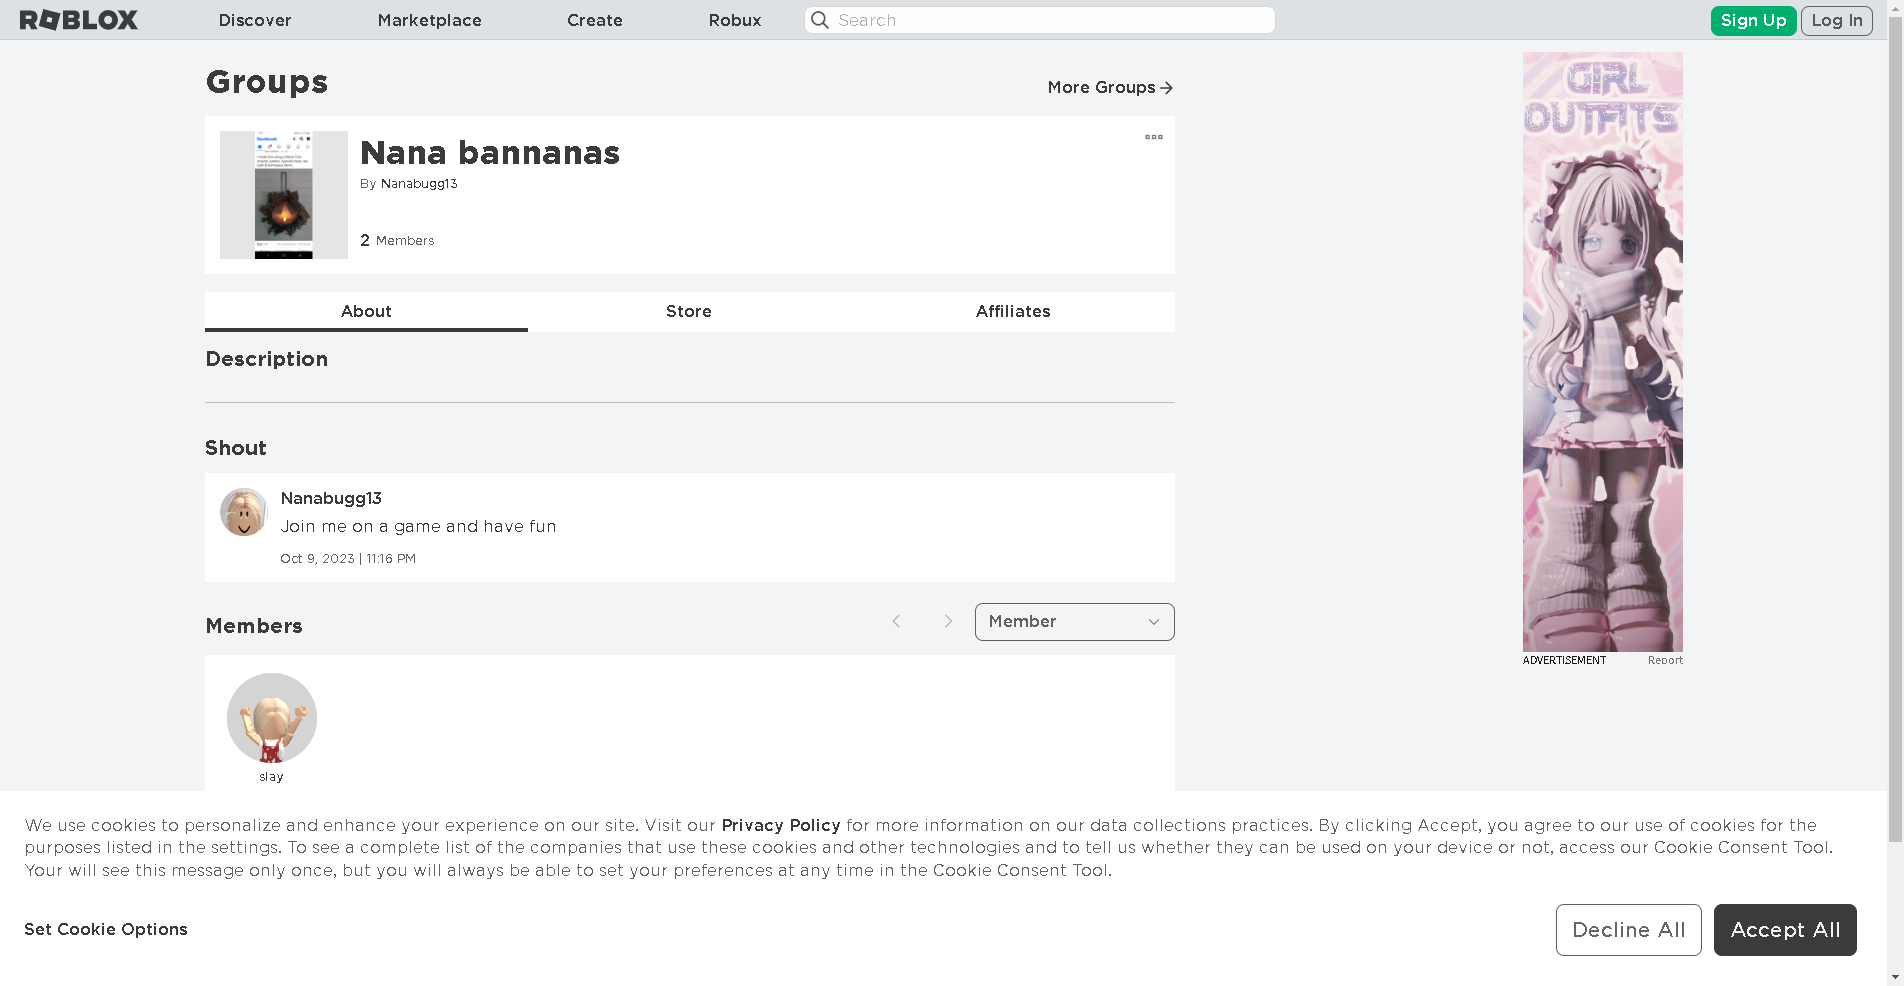 ROBLOX
Discover
Marketplace
Create
Robux
Search
Sign Up
Log In
Groups
More Groups
Nana bannanas
By Nanabugg13
2 Members
About
Store
Affiliates
Description
Shout
Nanabugg13
Join me on a game and have fun
Oct 9, 2023 | 11:16 PM
Members
Member
slay
GIRL
OUTFITS
ADVERTISEMENT
Report
We use cookies to personalize and enhance your experience on our site. Visit our Privacy Policy for more information on our data collections practices. By clicking Accept, you agree to our use of cookies for the
purposes listed in the settings. To see a complete list of the companies that use these cookies and other technologies and to tell us whether they can be used on your device or not, access our Cookie Consent Tool.
Your will see this message only once, but you will always be able to set your preferences at any time in the Cookie Consent Tool.
Set Cookie Options
Decline All
Accept All